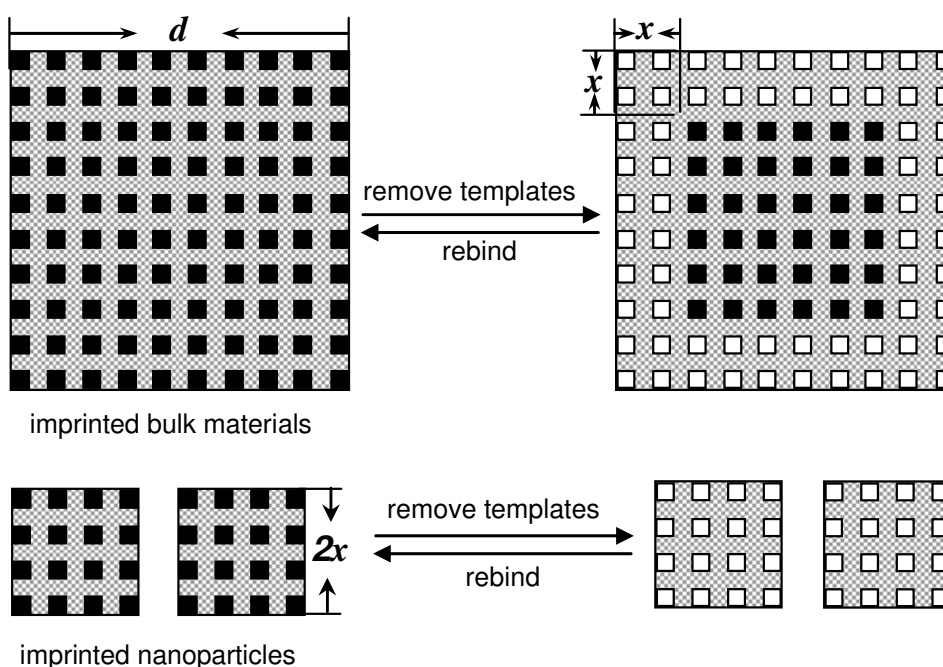 d
x
x
remove templates
rebind
imprinted bulk materials
2x
remove templates
rebind
imprinted nanoparticles